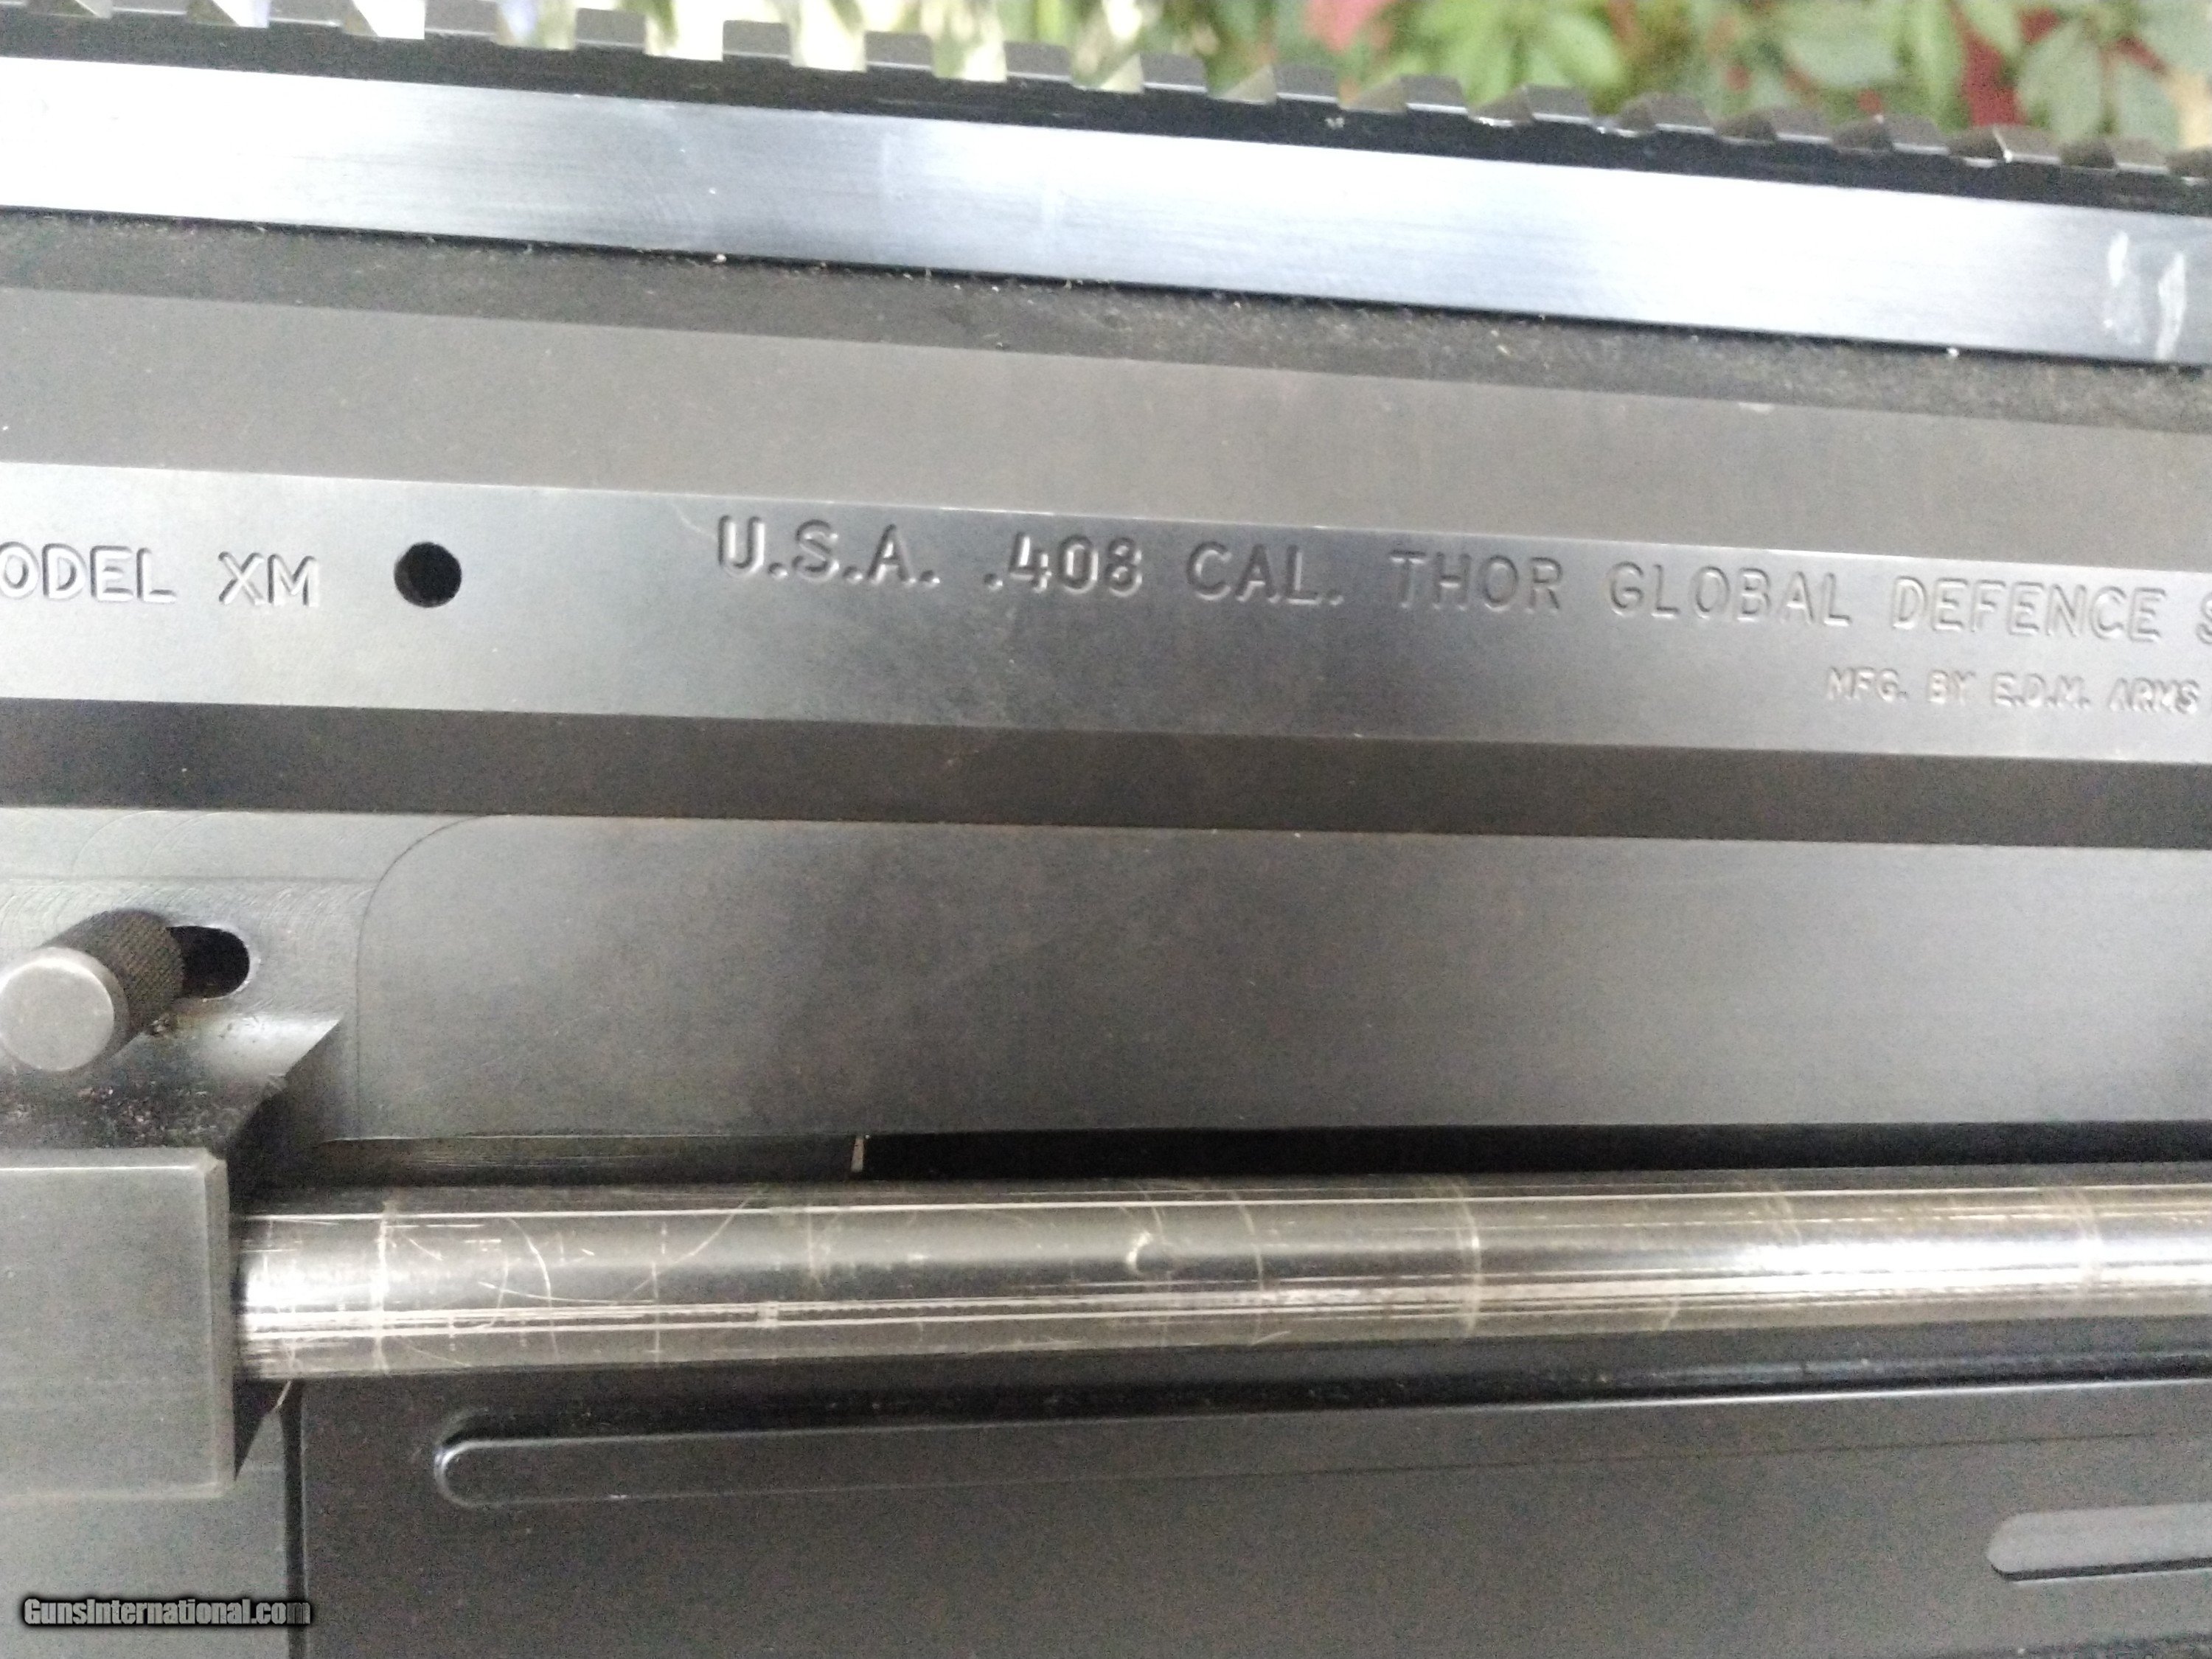 ODEL XM U.S.A. .408 CAL. THOR GLOBAL DEFENCE S
MFG. BY E.D.M. ARMS
GunsInternational.com